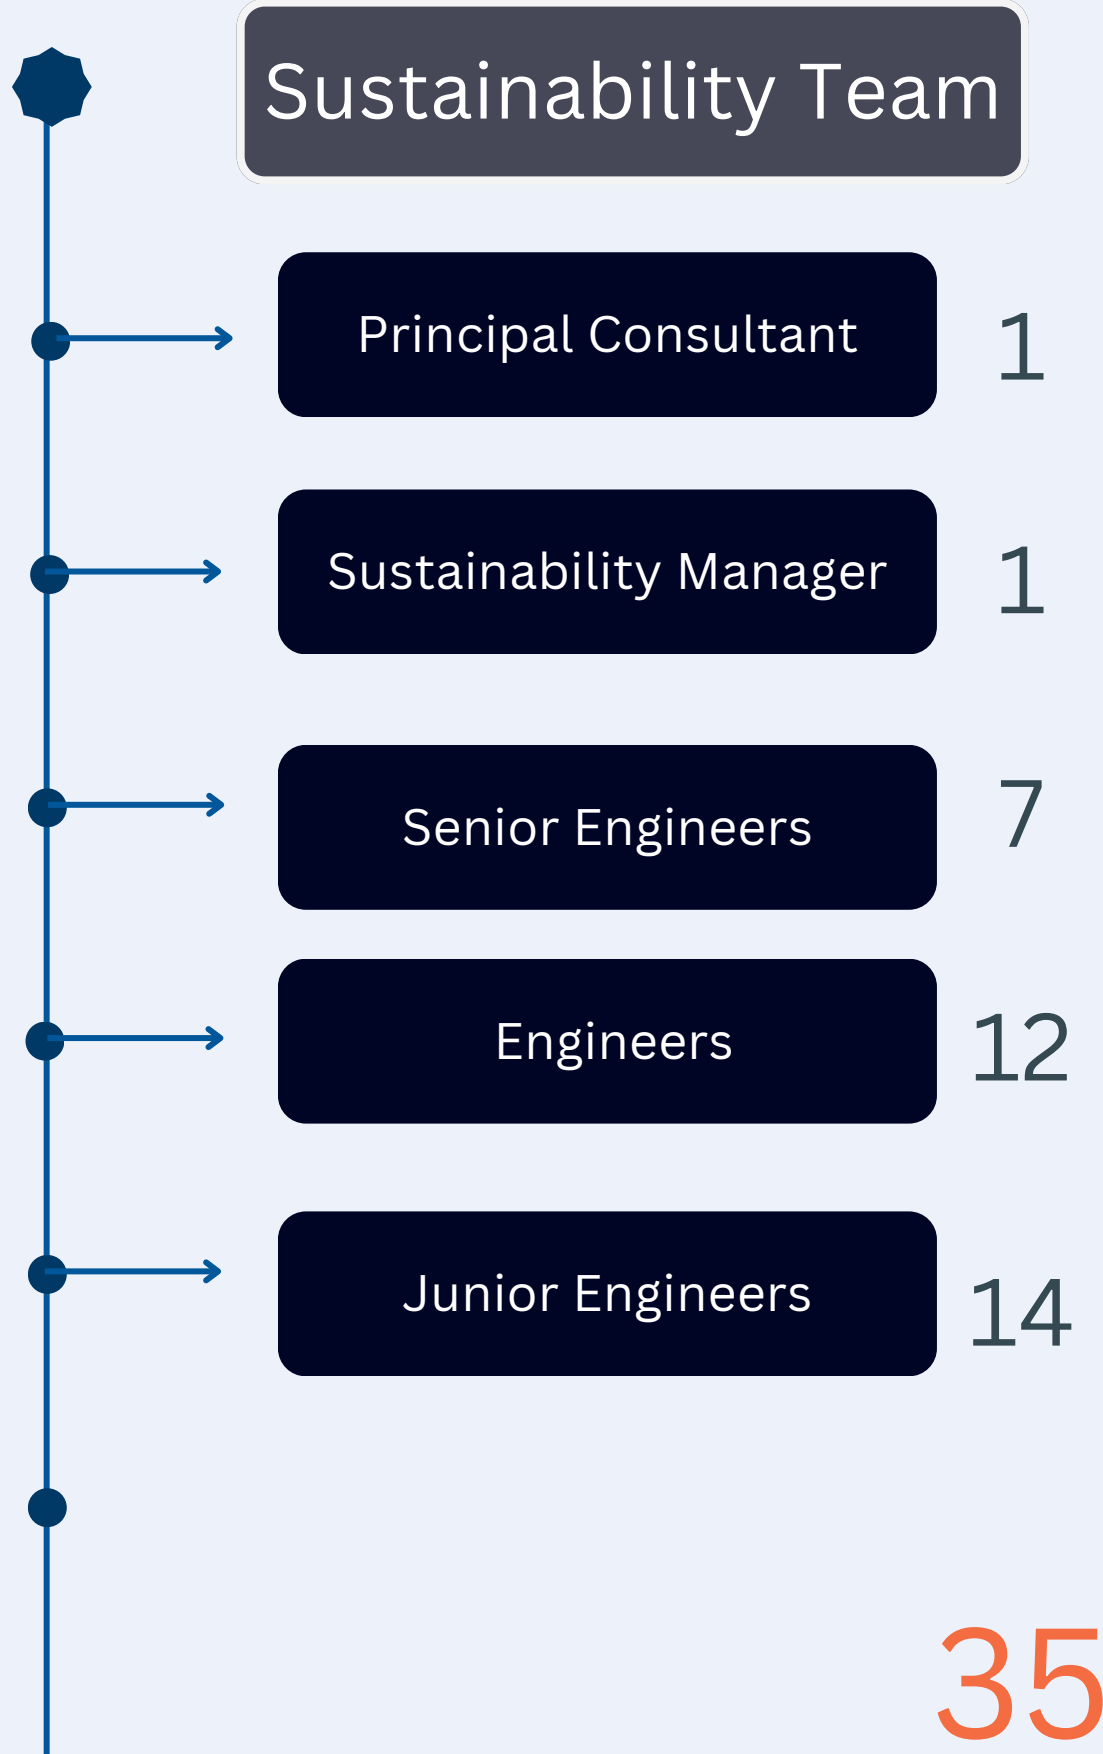 Sustainability Team
Principal Consultant 1
Sustainability Manager 1
Senior Engineers 7
Engineers 12
Junior Engineers 14
35